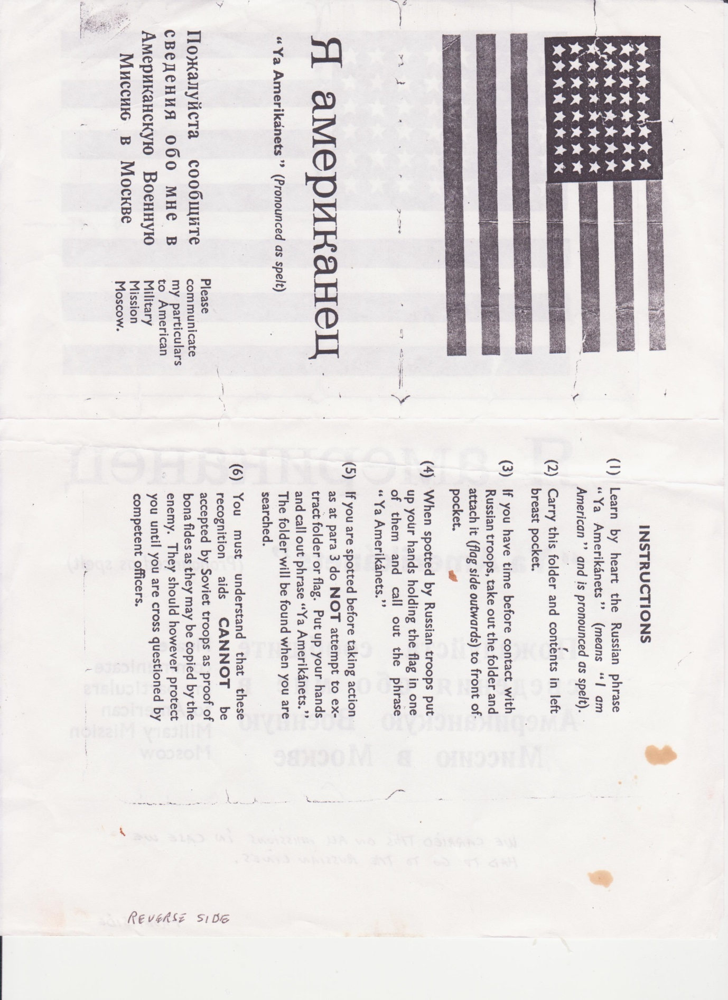 Я американец
“Ya Amerikánets” (Pronounced as spelt)
Пожалуйста сообщите
сведения обо мне в
Американскую Военную
Миссию в Москве
Please
communicate
my particulars
to American
Military
Mission
Moscow.
INSTRUCTIONS
(1) Learn by heart the Russian phrase
“Ya Amerikánets” (means “I am
American” and is pronounced as spelt).
(2) Carry this folder and contents in left
breast pocket.
(3) If you have time before contact with
Russian troops, take out the folder and
attach it (flag side outwards) to front of
pocket.
(4) When spotted by Russian troops put
up your hands holding the flag in one
of them and call out the phrase
“Ya Amerikánets.”
(5) If you are spotted before taking action
as at para 3 do NOT attempt to ex-
tract folder or flag. Put up your hands
and call out phrase “Ya Amerikánets.”
The folder will be found when you are
searched.
(6) You must understand that these
recognition aids CANNOT be
accepted by Soviet troops as proof of
bona fides as they may be copied by the
enemy. They should however protect
you until you are cross questioned by
competent officers.
WE CARRIED THIS ON ALL MISSIONS IN CASE WE
HAD TO GO TO THE RUSSIAN LINES.
REVERSE SIDE